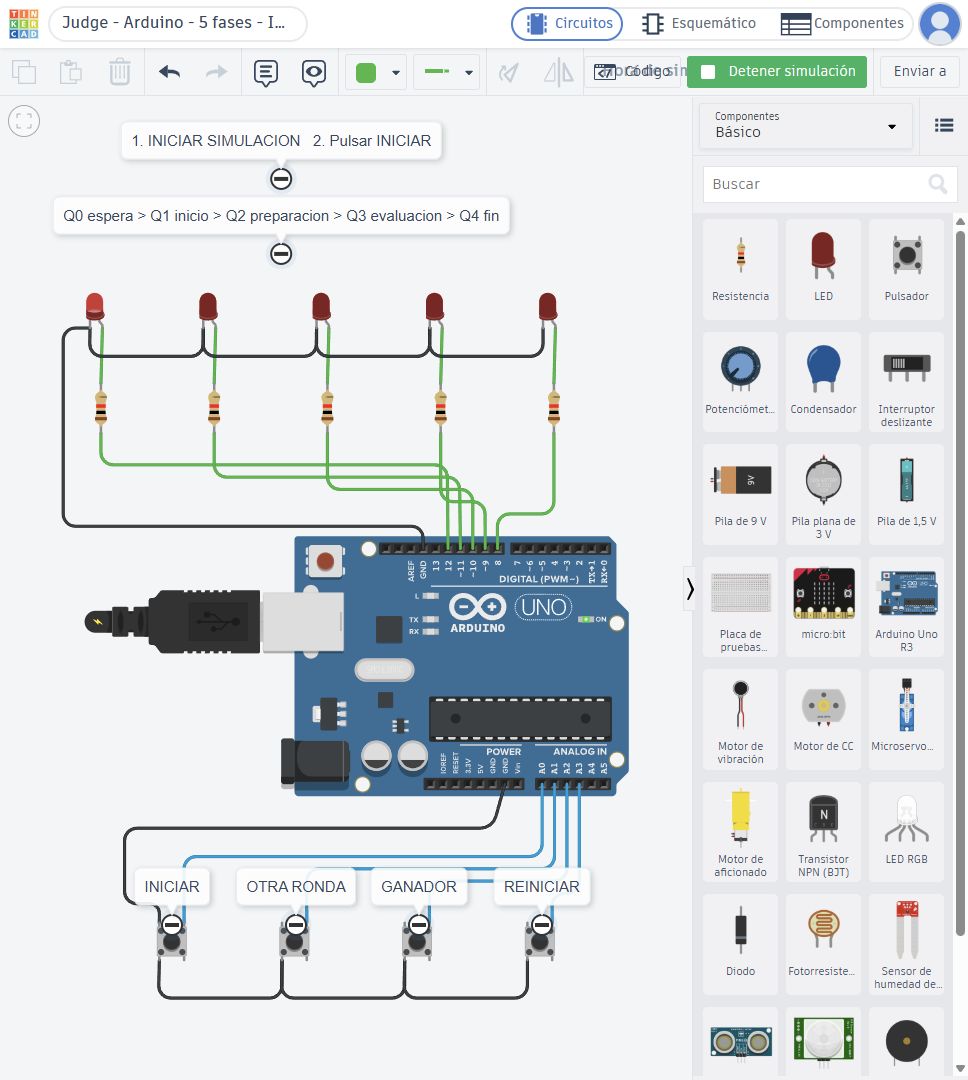 TIN
KER
CAD
Judge - Arduino - 5 fases - I...
Circuitos
Esquemático
Componentes
Código
Detener simulación
Enviar a
1. INICIAR SIMULACION 2. Pulsar INICIAR
Q0 espera > Q1 inicio > Q2 preparacion > Q3 evaluacion > Q4 fin
Componentes
Básico
Buscar
Resistencia
LED
Pulsador
Potenciómet...
Condensador
Interruptor
deslizante
9V
Pila de 9 V
Pila plana de
3 V
Pila de 1,5 V
Placa de
pruebas...
micro:bit
Arduino Uno
R3
Motor de
vibración
Motor de CC
Microservo...
Motor de
aficionado
N
Transistor
NPN (BJT)
LED RGB
Diodo
Fotorresiste...
Sensor de
humedad de...
AREF
GND
13
12
~11
~10
~9
8
7
~6
~5
4
~3
2
TX→1
RX←0
DIGITAL (PWM~)
L
TX
RX
ARDUINO
UNO
ON
POWER
ANALOG IN
IOREF
RESET
3.3V
5V
GND
GND
Vin
A0
A1
A2
A3
A4
A5
INICIAR
OTRA RONDA
GANADOR
REINICIAR